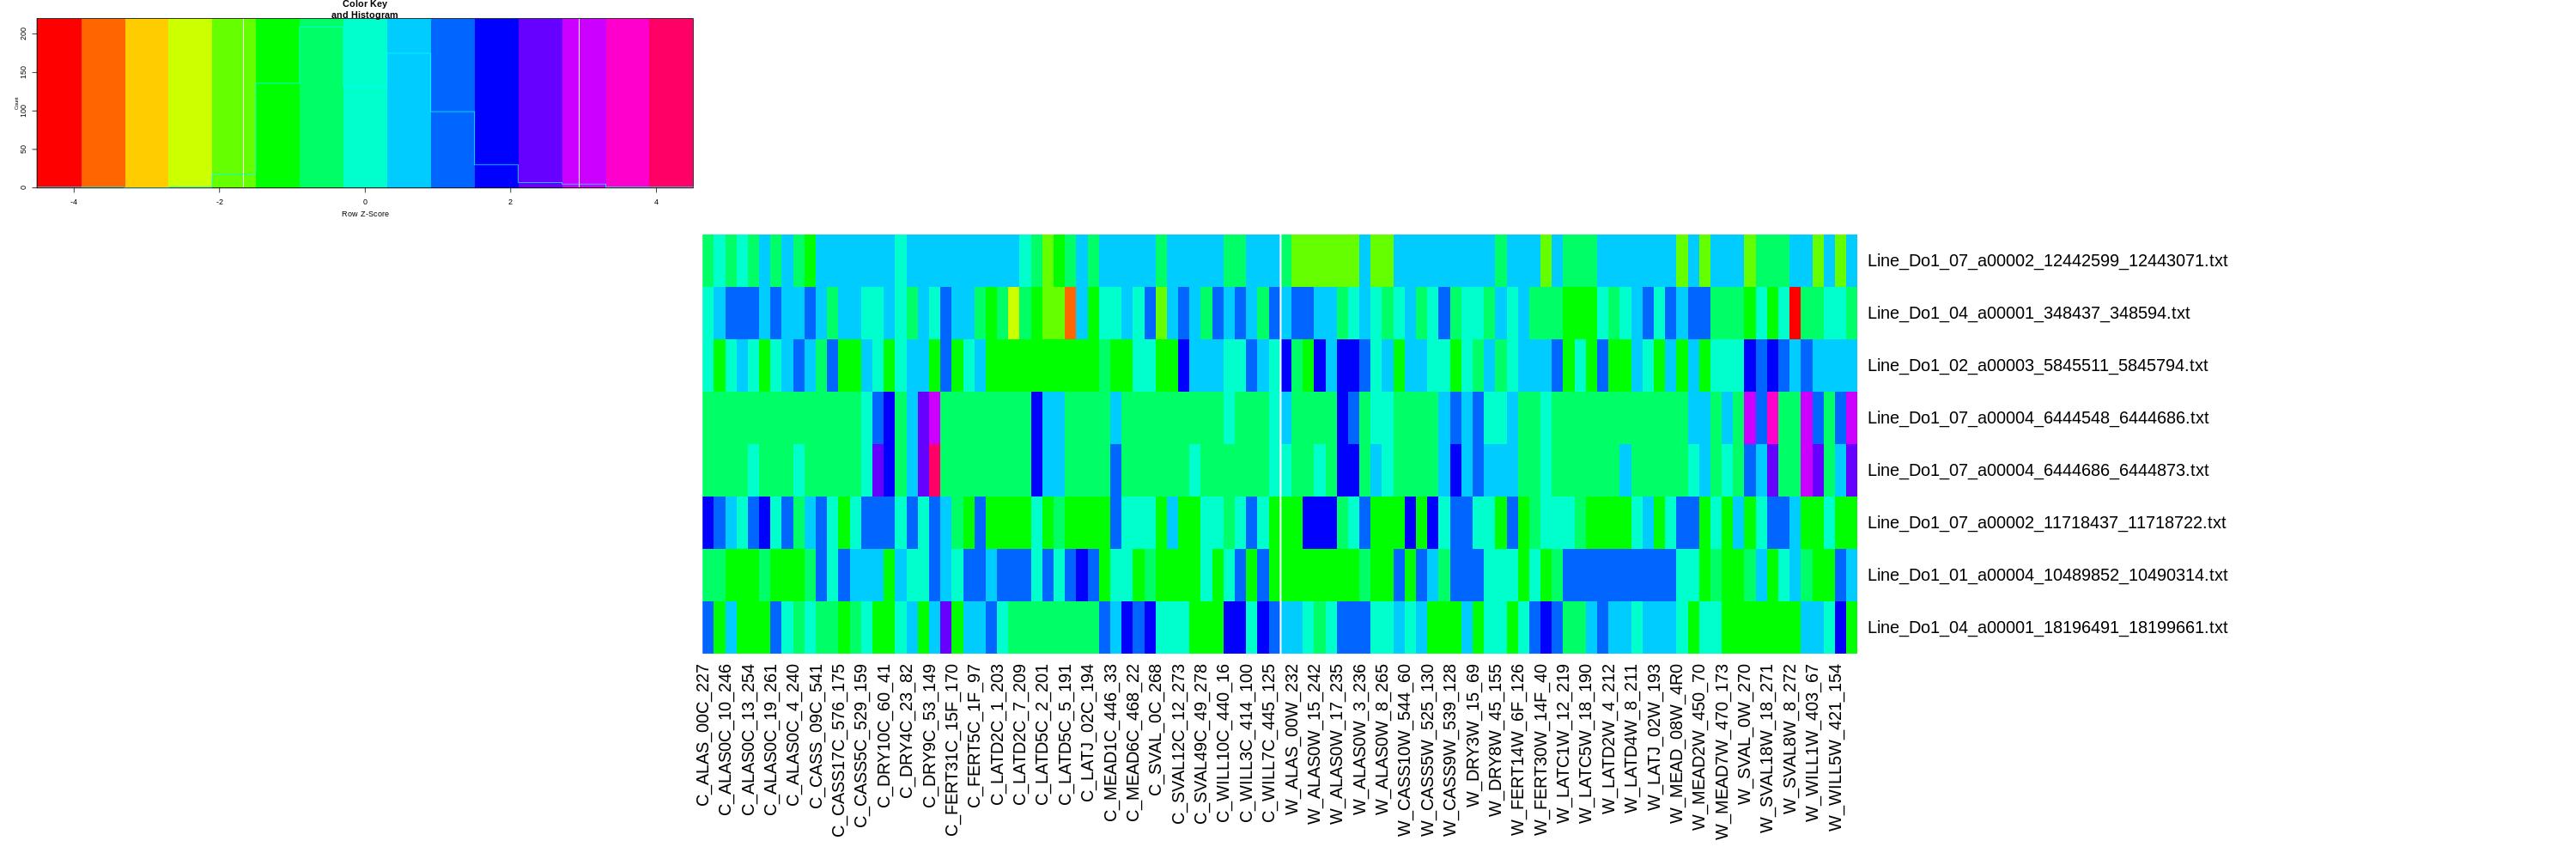 Color Key
and Histogram
Count
0 50 100 150 200
-4 -2 0 2 4
Row Z-Score
Line_Do1_07_a00002_12442599_12443071.txt
Line_Do1_04_a00001_348437_348594.txt
Line_Do1_02_a00003_5845511_5845794.txt
Line_Do1_07_a00004_6444548_6444686.txt
Line_Do1_07_a00004_6444686_6444873.txt
Line_Do1_07_a00002_11718437_11718722.txt
Line_Do1_01_a00004_10489852_10490314.txt
Line_Do1_04_a00001_18196491_18199661.txt
C_ALAS_00C_227
C_ALAS0C_10_246
C_ALAS0C_13_254
C_ALAS0C_19_261
C_ALAS0C_4_240
C_CASS_09C_541
C_CASS17C_576_175
C_CASS5C_529_159
C_DRY10C_60_41
C_DRY4C_23_82
C_DRY9C_53_149
C_FERT31C_15F_170
C_FERT5C_1F_97
C_LATD2C_1_203
C_LATD2C_7_209
C_LATD5C_2_201
C_LATD5C_5_191
C_LATJ_02C_194
C_MEAD1C_446_33
C_MEAD6C_468_22
C_SVAL_0C_268
C_SVAL12C_12_273
C_SVAL49C_49_278
C_WILL10C_440_16
C_WILL3C_414_100
C_WILL7C_445_125
W_ALAS_00W_232
W_ALAS0W_15_242
W_ALAS0W_17_235
W_ALAS0W_3_236
W_ALAS0W_8_265
W_CASS10W_544_60
W_CASS5W_525_130
W_CASS9W_539_128
W_DRY3W_15_69
W_DRY8W_45_155
W_FERT14W_6F_126
W_FERT30W_14F_40
W_LATC1W_12_219
W_LATC5W_18_190
W_LATD2W_4_212
W_LATD4W_8_211
W_LATJ_02W_193
W_MEAD_08W_4R0
W_MEAD2W_450_70
W_MEAD7W_470_173
W_SVAL_0W_270
W_SVAL18W_18_271
W_SVAL8W_8_272
W_WILL1W_403_67
W_WILL5W_421_154